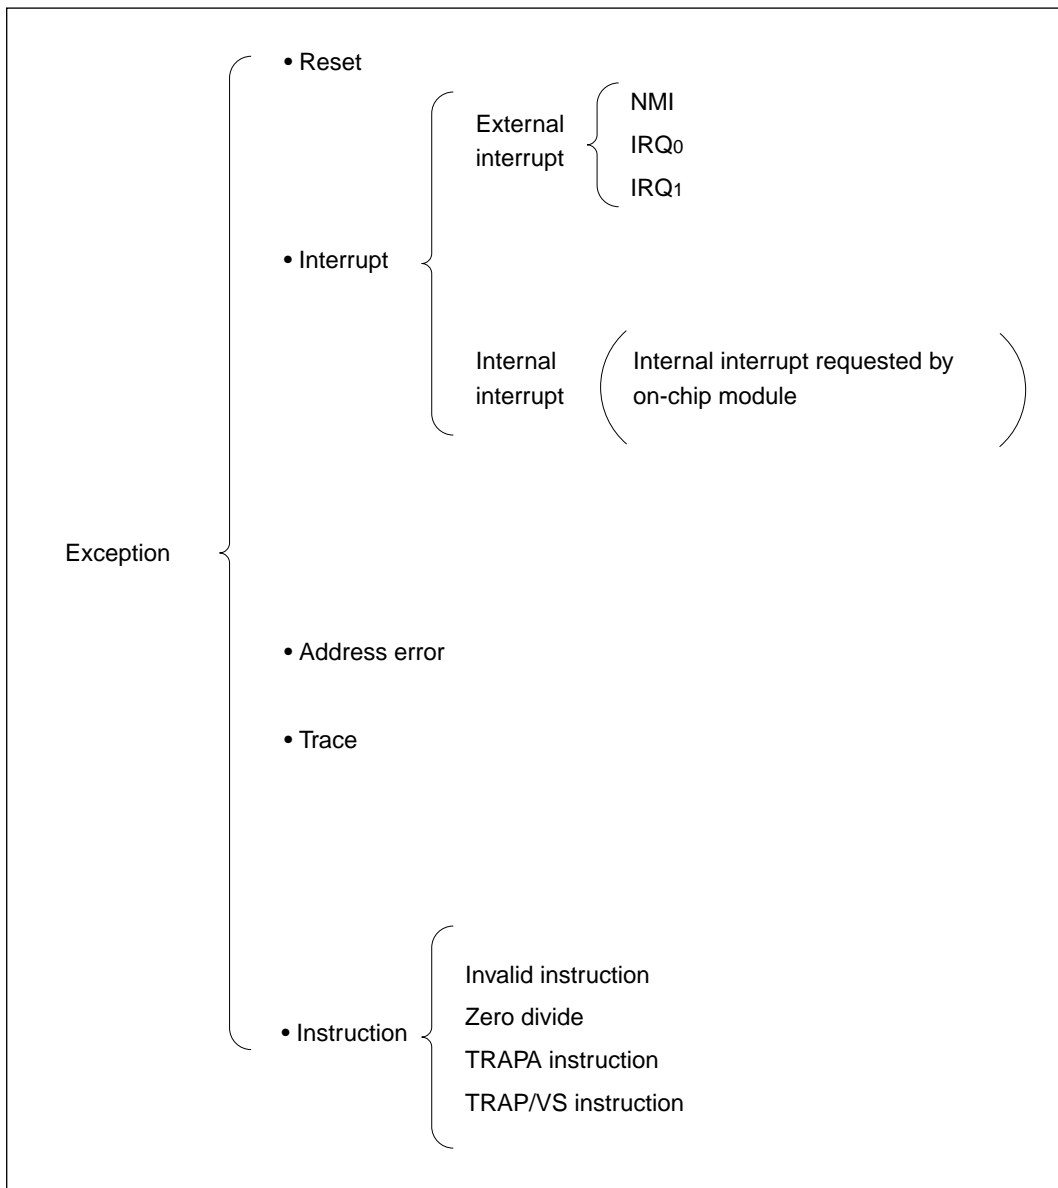 • Reset
External
interrupt
NMI
IRQ0
IRQ1
• Interrupt
Internal
interrupt
Internal interrupt requested by
on-chip module
Exception
• Address error
• Trace
• Instruction
Invalid instruction
Zero divide
TRAPA instruction
TRAP/VS instruction